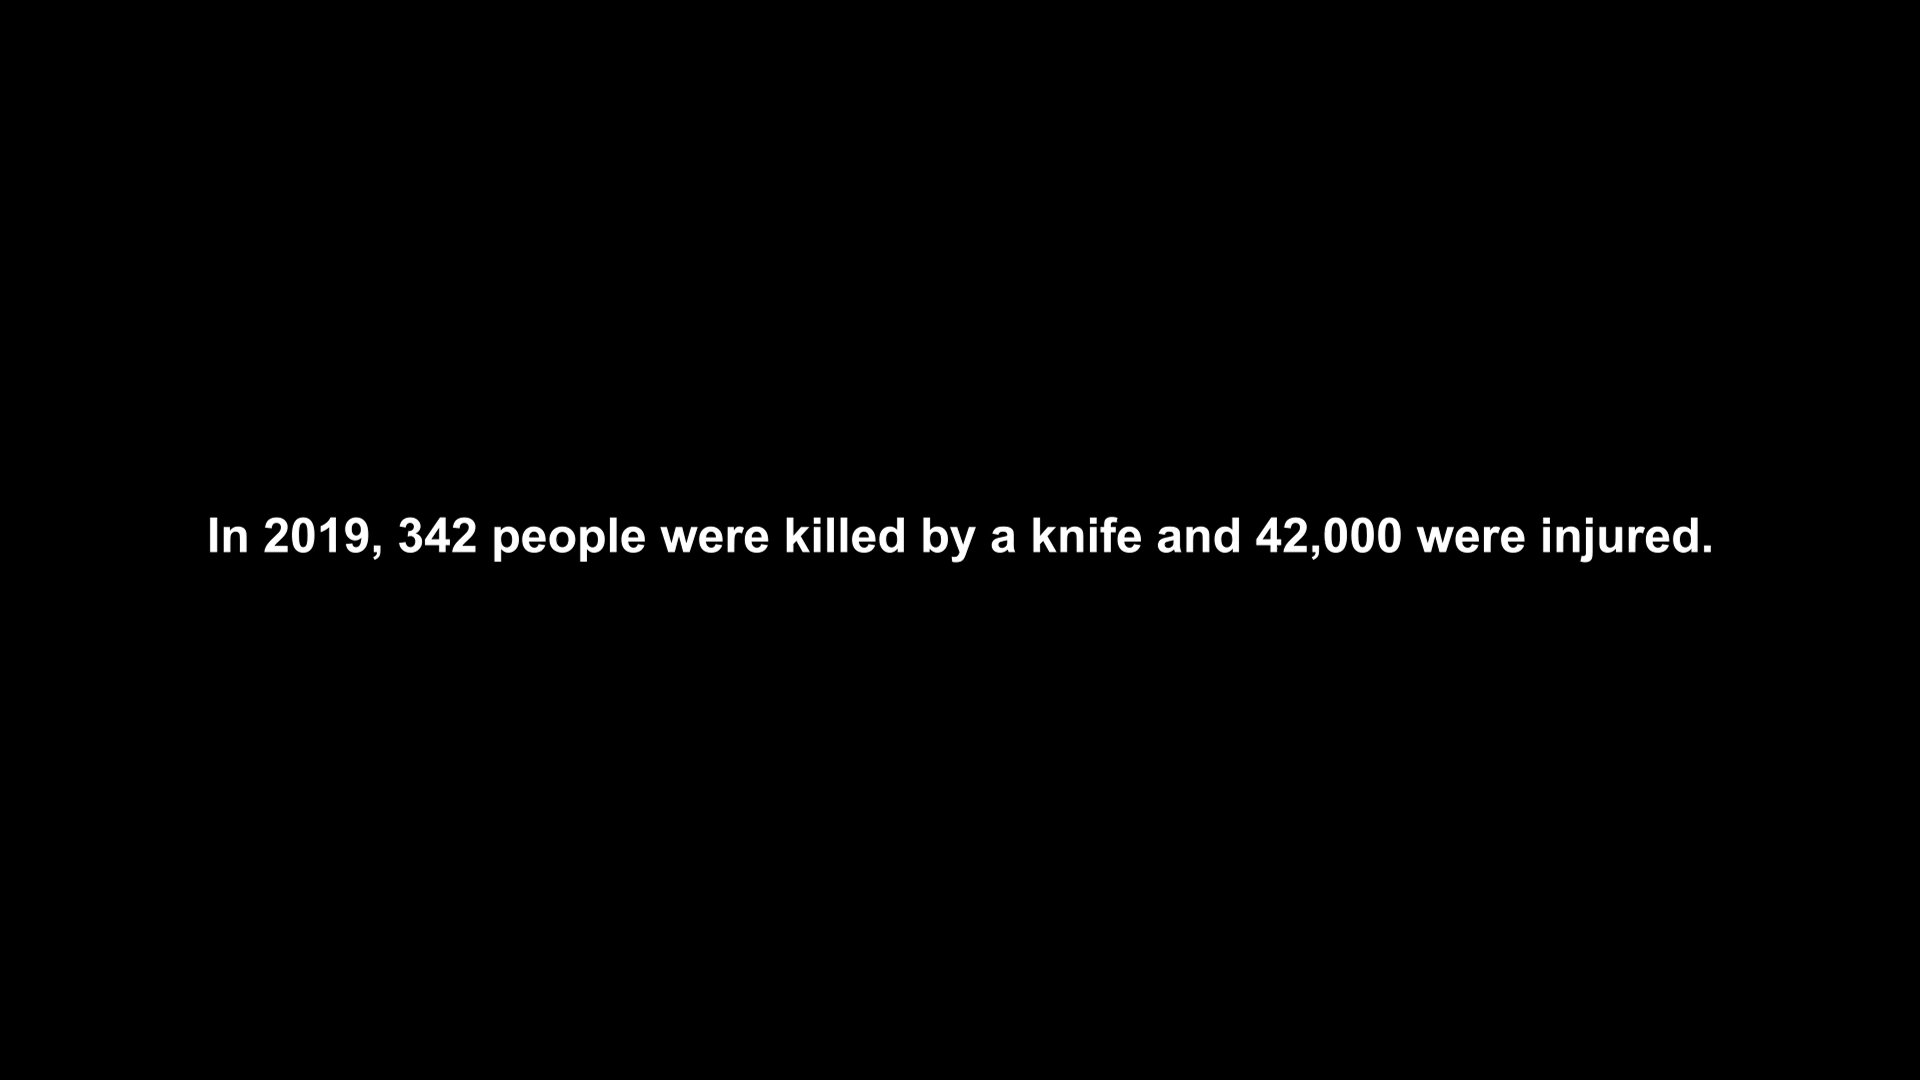 In 2019, 342 people were killed by a knife and 42,000 were injured.